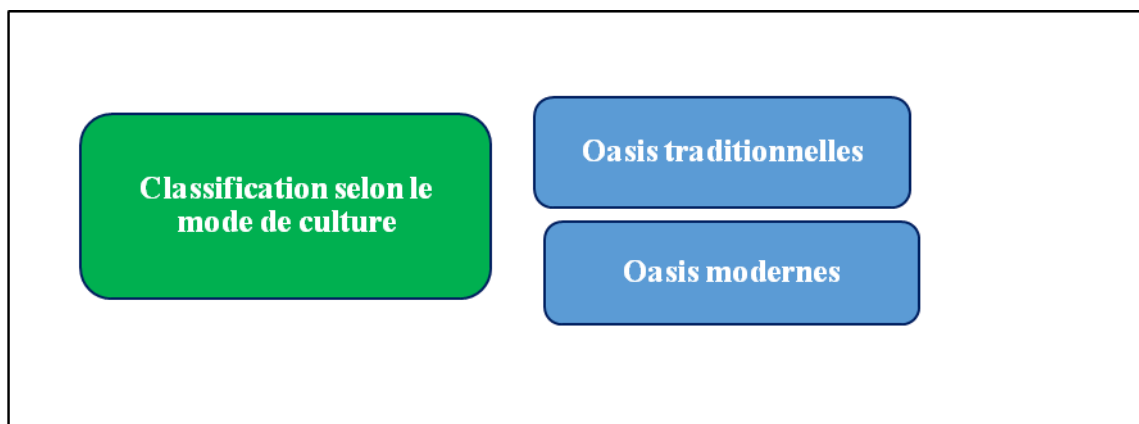 Classification selon le
mode de culture
Oasis traditionnelles
Oasis modernes